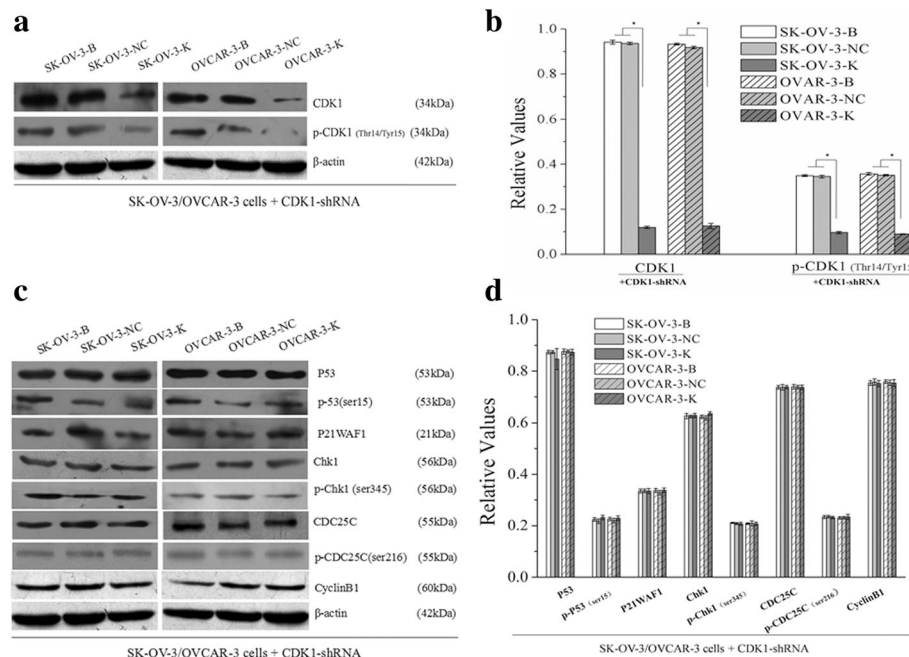 a
SK-OV-3-B
SK-OV-3-NC
SK-OV-3-K
OVCAR-3-B
OVCAR-3-NC
OVCAR-3-K
CDK1 (34kDa)
p-CDK1 (Thr14/Tyr15) (34kDa)
β-actin (42kDa)
SK-OV-3/OVCAR-3 cells + CDK1-shRNA
b
Relative Values
1.0
0.8
0.6
0.4
0.2
0.0
*
*
*
*
SK-OV-3-B
SK-OV-3-NC
SK-OV-3-K
OVAR-3-B
OVAR-3-NC
OVAR-3-K
CDK1
+CDK1-shRNA
p-CDK1 (Thr14/Tyr15
+CDK1-shRNA
c
SK-OV-3-B
SK-OV-3-NC
SK-OV-3-K
OVCAR-3-B
OVCAR-3-NC
OVCAR-3-K
P53 (53kDa)
p-53(ser15) (53kDa)
P21WAF1 (21kDa)
Chk1 (56kDa)
p-Chk1 (ser345) (56kDa)
CDC25C (55kDa)
p-CDC25C(ser216) (55kDa)
CyclinB1 (60kDa)
β-actin (42kDa)
SK-OV-3/OVCAR-3 cells + CDK1-shRNA
d
Relative Values
1.0
0.8
0.6
0.4
0.2
0.0
SK-OV-3-B
SK-OV-3-NC
SK-OV-3-K
OVCAR-3-B
OVCAR-3-NC
OVCAR-3-K
P53
p-P53 (ser15)
P21WAF1
Chk1
p-Chk1 (ser345)
CDC25C
p-CDC25C (ser216)
CyclinB1
SK-OV-3/OVCAR-3 cells + CDK1-shRNA